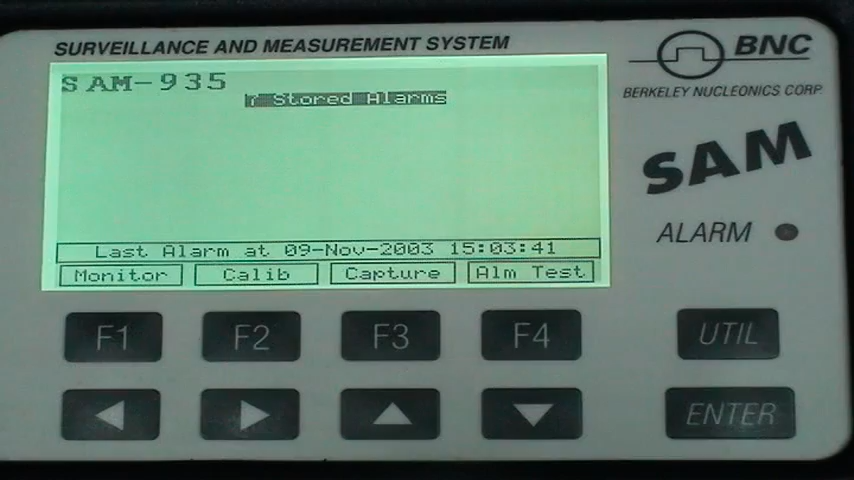 SURVEILLANCE AND MEASUREMENT SYSTEM
BNC
BERKELEY NUCLEONICS CORP.
SAM-935
r Stored Alarms
SAM
ALARM
Last Alarm at 09-Nov-2003 15:03:41
Monitor Calib Capture Alm Test
F1 F2 F3 F4 UTIL
ENTER